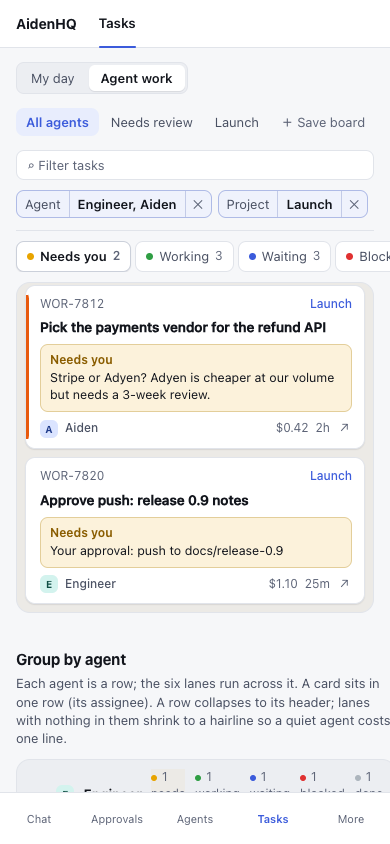 AidenHQ Tasks
My day Agent work
All agents Needs review Launch + Save board
Filter tasks
Agent Engineer, Aiden × Project Launch ×
Needs you 2 Working 3 Waiting 3 Block
WOR-7812 Launch
Pick the payments vendor for the refund API
Needs you
Stripe or Adyen? Adyen is cheaper at our volume
but needs a 3-week review.
A Aiden $0.42 2h ↗
WOR-7820 Launch
Approve push: release 0.9 notes
Needs you
Your approval: push to docs/release-0.9
E Engineer $1.10 25m ↗
Group by agent
Each agent is a row; the six lanes run across it. A card sits in
one row (its assignee). A row collapses to its header; lanes
with nothing in them shrink to a hairline so a quiet agent costs
one line.
1 1 1 1 1
Chat Approvals Agents Tasks More